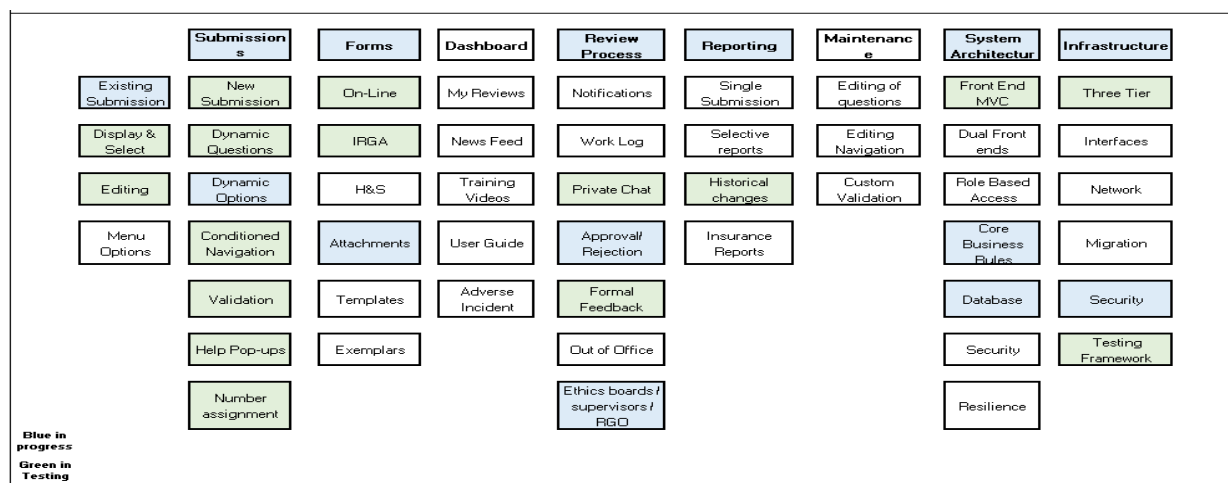 Submission
s
Forms
Dashboard
Review
Process
Reporting
Maintenanc
e
System
Architectur
Infrastructure
Existing
Submission
New
Submission
On-Line
My Reviews
Notifications
Single
Submission
Editing of
questions
Front End
MVC
Three Tier
Display &
Select
Dynamic
Questions
IRGA
News Feed
Work Log
Selective
reports
Editing
Navigation
Dual Front
ends
Interfaces
Editing
Dynamic
Options
H&S
Training
Videos
Private Chat
Historical
changes
Custom
Validation
Role Based
Access
Network
Menu
Options
Conditioned
Navigation
Attachments
User Guide
Approval/
Rejection
Insurance
Reports
Core
Business
Rules
Migration
Validation
Templates
Adverse
Incident
Formal
Feedback
Database
Security
Help Pop-ups
Exemplars
Out of Office
Security
Testing
Framework
Number
assignment
Ethics boards /
supervisors /
RGO
Resilience
Blue in
progress
Green in
Testing